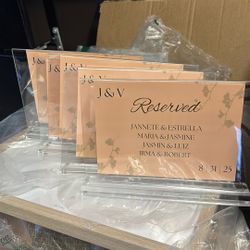 J & V
J & V
J & V
J & V
Reserved
JANNETE & ESTRELLA
MARIA & JASMINE
JASMIN & LUIZ
IRMA & ROBERT
8 | 31 | 25